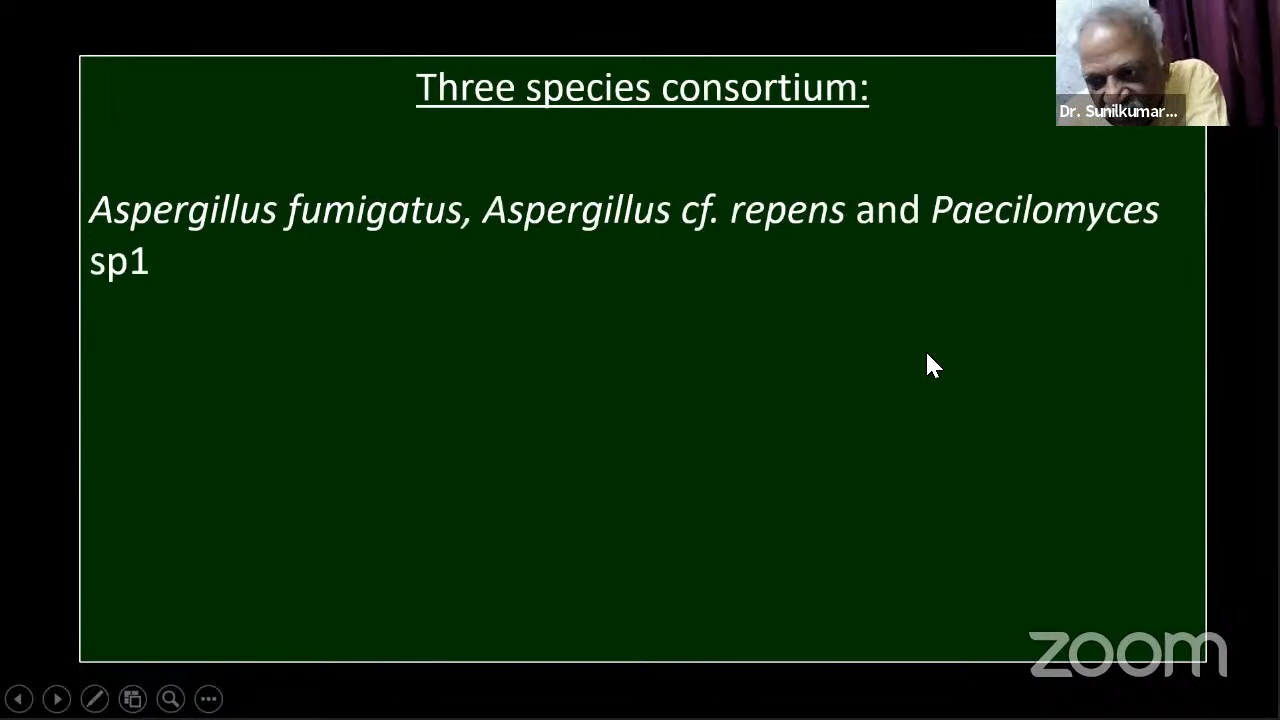 Three species consortium:
Dr. Sunilkumar...
Aspergillus fumigatus, Aspergillus cf. repens and Paecilomyces
sp1
zoom